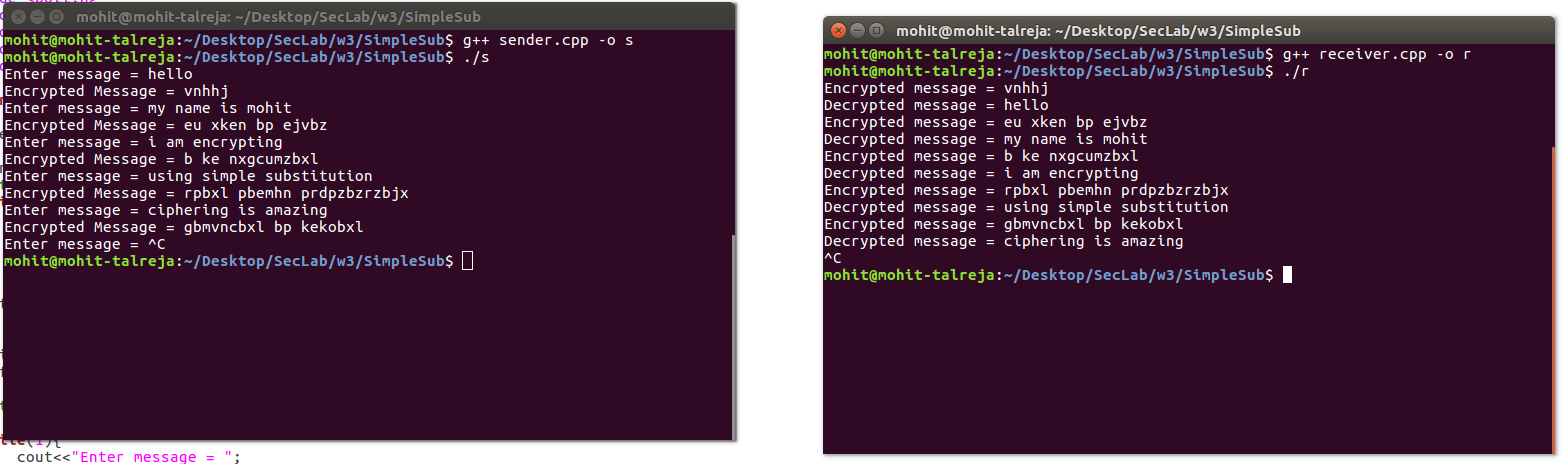 mohit@mohit-talreja: ~/Desktop/SecLab/w3/SimpleSub
mohit@mohit-talreja:~/Desktop/SecLab/w3/SimpleSub$ g++ sender.cpp -o s
mohit@mohit-talreja:~/Desktop/SecLab/w3/SimpleSub$ ./s
Enter message = hello
Encrypted Message = vnhhj
Enter message = my name is mohit
Encrypted Message = eu xken bp ejvbz
Enter message = i am encrypting
Encrypted Message = b ke nxgcumzbxl
Enter message = using simple substitution
Encrypted Message = rpbxl pbemhn prdpzbzrzbjx
Enter message = ciphering is amazing
Encrypted Message = gbmvncbxl bp kekobxl
Enter message = ^C
mohit@mohit-talreja:~/Desktop/SecLab/w3/SimpleSub$
cout<<"Enter message = ";
mohit@mohit-talreja: ~/Desktop/SecLab/w3/SimpleSub
mohit@mohit-talreja:~/Desktop/SecLab/w3/SimpleSub$ g++ receiver.cpp -o r
mohit@mohit-talreja:~/Desktop/SecLab/w3/SimpleSub$ ./r
Encrypted message = vnhhj
Decrypted message = hello
Encrypted message = eu xken bp ejvbz
Decrypted message = my name is mohit
Encrypted message = b ke nxgcumzbxl
Decrypted message = i am encrypting
Encrypted message = rpbxl pbemhn prdpzbzrzbjx
Decrypted message = using simple substitution
Encrypted message = gbmvncbxl bp kekobxl
Decrypted message = ciphering is amazing
^C
mohit@mohit-talreja:~/Desktop/SecLab/w3/SimpleSub$